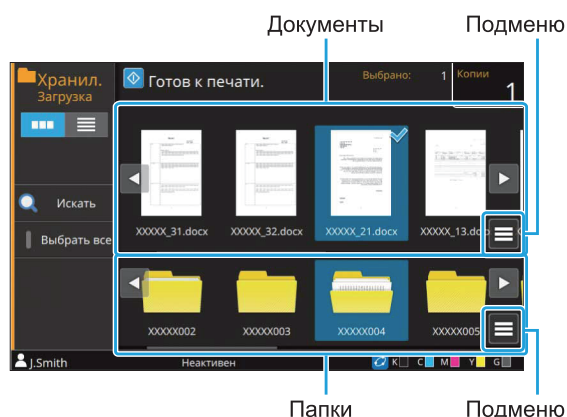 Документы Подменю
Хранил.
Загрузка
Готов к печати.
Выбрано: 1
Копии
1
Искать
Выбрать все
XXXXX_31.docx XXXXX_32.docx XXXXX_21.docx XXXXX_13.do
XXXXX002 XXXXX003 XXXXX004 XXXXX005
J.Smith Неактивен K C M Y G
Папки Подменю